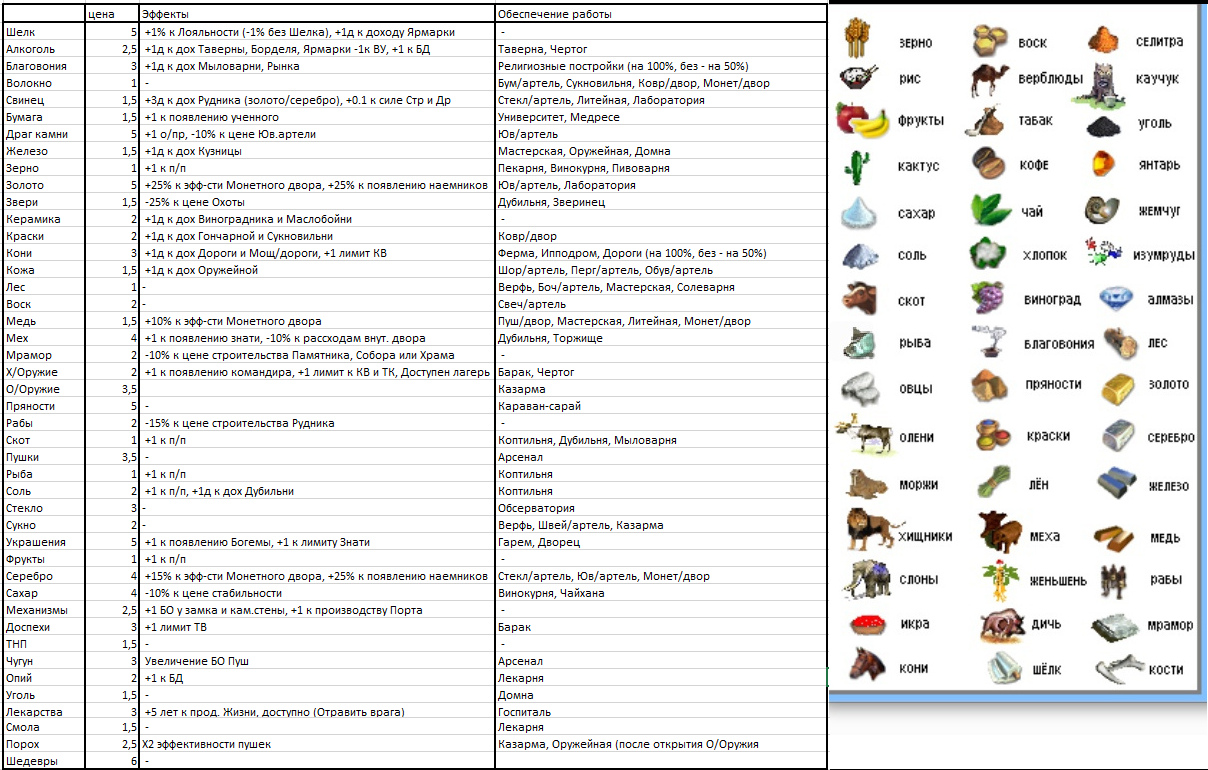 цена Эффекты Обеспечение работы
Шелк 5 +1% к Лояльности (-1% без Шелка), +1д к доходу Ярмарки -
Алкоголь 2,5 +1д к дох Таверны, Борделя, Ярмарки -1к ВУ, +1 к БД Таверна, Чертог
Благовония 3 +1д к дох Мыловарни, Рынка Религиозные постройки (на 100%, без - на 50%)
Волокно 1 - Бум/артель, Сукновильня, Ковр/двор, Монет/двор
Свинец 1,5 +3д к дох Рудника (золото/серебро), +0.1 к силе Стр и Др Стекл/артель, Литейная, Лаборатория
Бумага 1,5 +1 к появлению ученного Университет, Медресе
Драг камни 5 +1 о/пр, -10% к цене Юв.артели Юв/артель
Железо 1,5 +1д к дох Кузницы Мастерская, Оружейная, Домна
Зерно 1 +1 к п/п Пекарня, Винокурня, Пивоварня
Золото 5 +25% к эфф-сти Монетного двора, +25% к появлению наемников Юв/артель, Лаборатория
Звери 1,5 -25% к цене Охоты Дубильня, Зверинец
Керамика 2 +1д к дох Виноградника и Маслобойни -
Краски 2 +1д к дох Гончарной и Сукновильни Ковр/двор
Кони 3 +1д к дох Дороги и Мощ/дороги, +1 лимит КВ Ферма, Ипподром, Дороги (на 100%, без - на 50%)
Кожа 1,5 +1д к дох Оружейной Шор/артель, Перг/артель, Обув/артель
Лес 1 - Верфь, Боч/артель, Мастерская, Солеварня
Воск 2 - Свеч/артель
Медь 1,5 +10% к эфф-сти Монетного двора Пуш/двор, Мастерская, Литейная, Монет/двор
Мех 4 +1 к появлению знати, -10% к рассходам внут. двора Дубильня, Торжище
Мрамор 2 -10% к цене строительства Памятника, Собора или Храма -
Х/Оружие 2 +1 к появлению командира, +1 лимит к КВ и ТК, Доступен лагерь Барак, Чертог
О/Оружие 3,5 Казарма
Пряности 5 - Караван-сарай
Рабы 2 -15% к цене строительства Рудника -
Скот 1 +1 к п/п Коптильня, Дубильня, Мыловарня
Пушки 3,5 - Арсенал
Рыба 1 +1 к п/п Коптильня
Соль 2 +1 к п/п, +1д к дох Дубильни Коптильня
Стекло 3 - Обсерватория
Сукно 2 - Верфь, Швей/артель, Казарма
Украшения 5 +1 к появлению Богемы, +1 к лимиту Знати Гарем, Дворец
Фрукты 1 +1 к п/п -
Серебро 4 +15% к эфф-сти Монетного двора, +25% к появлению наемников Стекл/артель, Юв/артель, Монет/двор
Сахар 4 -10% к цене стабильности Винокурня, Чайхана
Механизмы 2,5 +1 БО у замка и кам.стены, +1 к производству Порта -
Доспехи 3 +1 лимит ТВ Барак
ТНП 1,5 - -
Чугун 3 Увеличение БО Пуш Арсенал
Опий 2 +1 к БД Лекарня
Уголь 1,5 - Домна
Лекарства 3 +5 лет к прод. Жизни, доступно (Отравить врага) Госпиталь
Смола 1,5 - Лекарня
Порох 2,5 Х2 эффективности пушек Казарма, Оружейная (после открытия О/Оружия
Шедевры 6 -
зерно воск селитра
рис верблюды каучук
фрукты табак уголь
кактус кофе янтарь
сахар чай жемчуг
соль хлопок изумруды
скот виноград алмазы
рыба благовония лес
овцы пряности золото
олени краски серебро
моржи лён железо
хищники меха медь
слоны женьшень рабы
икра дичь мрамор
кони шёлк кости